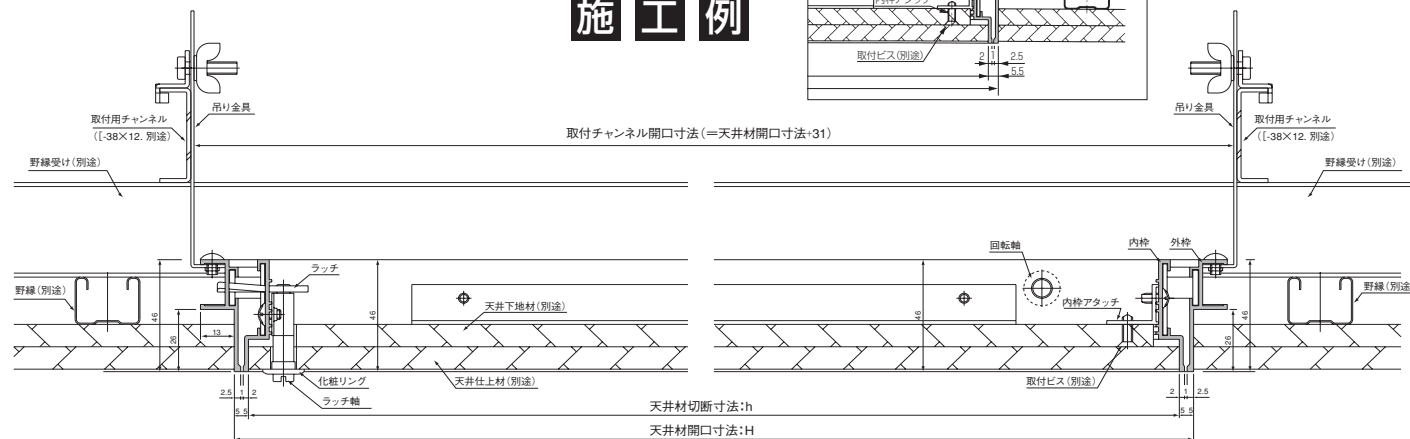 施工例
内枠アタッチ
取付ビス(別途)
2 1 2.5
5.5
吊り金具
取付用チャンネル
([-38×12. 別途)
野縁受け(別途)
取付チャンネル開口寸法(=天井材開口寸法+31)
吊り金具
取付用チャンネル
([-38×12. 別途)
野縁受け(別途)
ラッチ
回転軸
内枠
外枠
野縁(別途)
天井下地材(別途)
内枠アタッチ
野縁(別途
46
13
26
46
46
26
46
化粧リング
天井仕上材(別途)
取付ビス(別途)
ラッチ軸
2.5 1 2
5 5
2 1 2.5
5 5
天井材切断寸法:h
天井材開口寸法:H